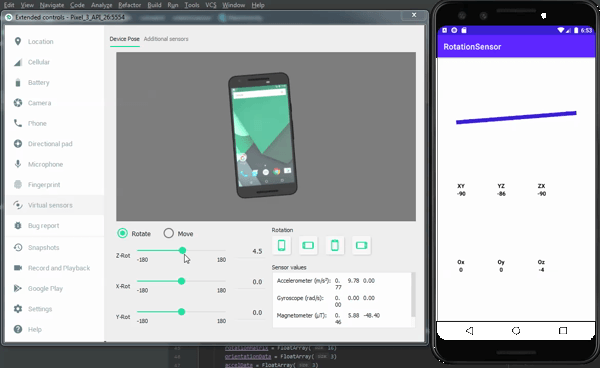 Edit View Navigate Code Analyze Refactor Build Run Tools VCS Window Help
Extended controls - Pixel_3_API_26:5554
Location
Cellular
Battery
Camera
Phone
Directional pad
Microphone
Fingerprint
Virtual sensors
Bug report
Snapshots
Record and Playback
Google Play
Settings
Help
Device Pose Additional sensors
Rotate Move
Z-Rot 4.5
-180 180
X-Rot 0.0
-180 180
Y-Rot 0.0
-180 180
Rotation
Sensor values
Accelerometer (m/s²): 0.77 9.78 0.00
Gyroscope (rad/s): 0.00 0.00 0.00
Magnetometer (μT): 0.46 5.88 -48.40
6:53
RotationSensor
XY YZ ZX
-90 -86 -90
Ox Oy Oz
0 0 -4
orientationData = FloatArray( 3)